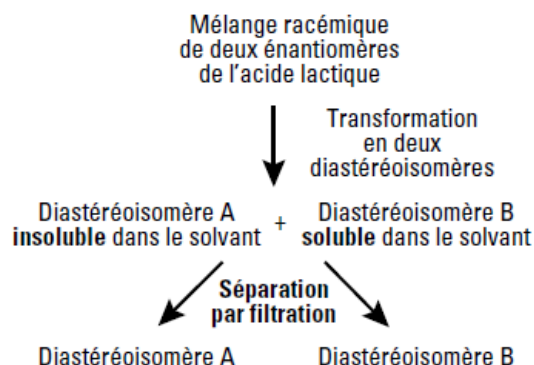 Mélange racémique
de deux énantiomères
de l'acide lactique
Transformation
en deux
diastéréoisomères
Diastéréoisomère A
insoluble dans le solvant
+
Diastéréoisomère B
soluble dans le solvant
Séparation
par filtration
Diastéréoisomère A
Diastéréoisomère B